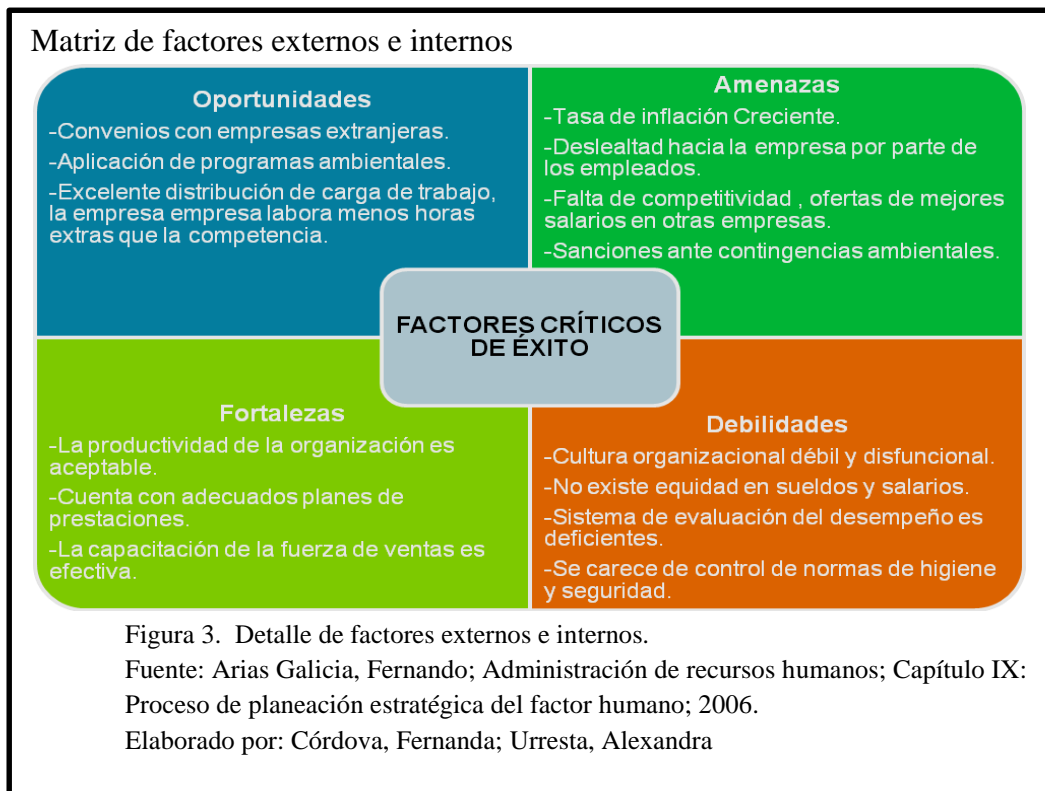 Matriz de factores externos e internos
Oportunidades
-Convenios con empresas extranjeras.
-Aplicación de programas ambientales.
-Excelente distribución de carga de trabajo,
la empresa empresa labora menos horas
extras que la competencia.
Amenazas
-Tasa de inflación Creciente.
-Deslealtad hacia la empresa por parte de
los empleados.
-Falta de competitividad , ofertas de mejores
salarios en otras empresas.
-Sanciones ante contingencias ambientales.
FACTORES CRÍTICOS
DE ÉXITO
Fortalezas
-La productividad de la organización es
aceptable.
-Cuenta con adecuados planes de
prestaciones.
-La capacitación de la fuerza de ventas es
efectiva.
Debilidades
-Cultura organizacional débil y disfuncional.
-No existe equidad en sueldos y salarios.
-Sistema de evaluación del desempeño es
deficientes.
-Se carece de control de normas de higiene
y seguridad.
Figura 3. Detalle de factores externos e internos.
Fuente: Arias Galicia, Fernando; Administración de recursos humanos; Capítulo IX:
Proceso de planeación estratégica del factor humano; 2006.
Elaborado por: Córdova, Fernanda; Urresta, Alexandra